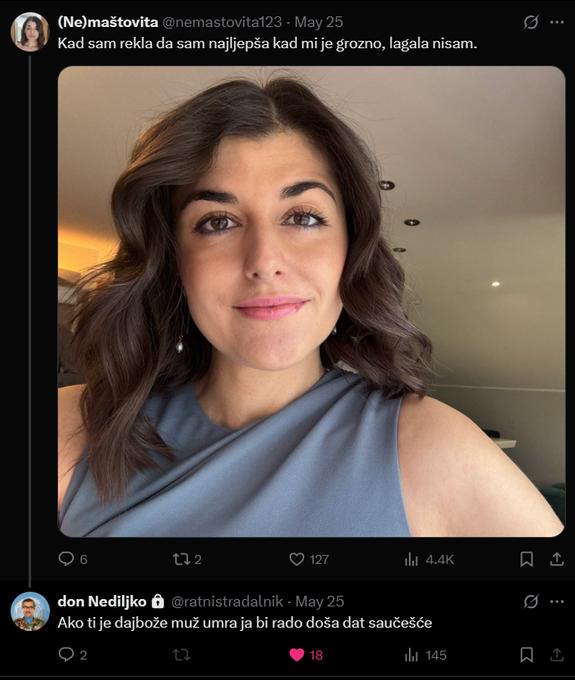 (Ne)maštovita @nemastovita123 · May 25
Kad sam rekla da sam najljepša kad mi je grozno, lagala nisam.
6 2 127 4.4K
don Nediljko @ratnistradalnik · May 25
Ako ti je dajbože muž umra ja bi rado doša dat saučešće
2 18 145